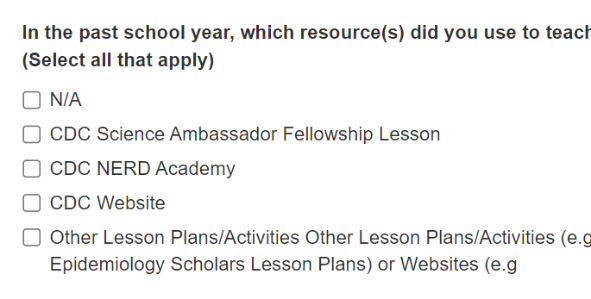 In the past school year, which resource(s) did you use to teach
(Select all that apply)
N/A
CDC Science Ambassador Fellowship Lesson
CDC NERD Academy
CDC Website
Other Lesson Plans/Activities Other Lesson Plans/Activities (e.g
Epidemiology Scholars Lesson Plans) or Websites (e.g